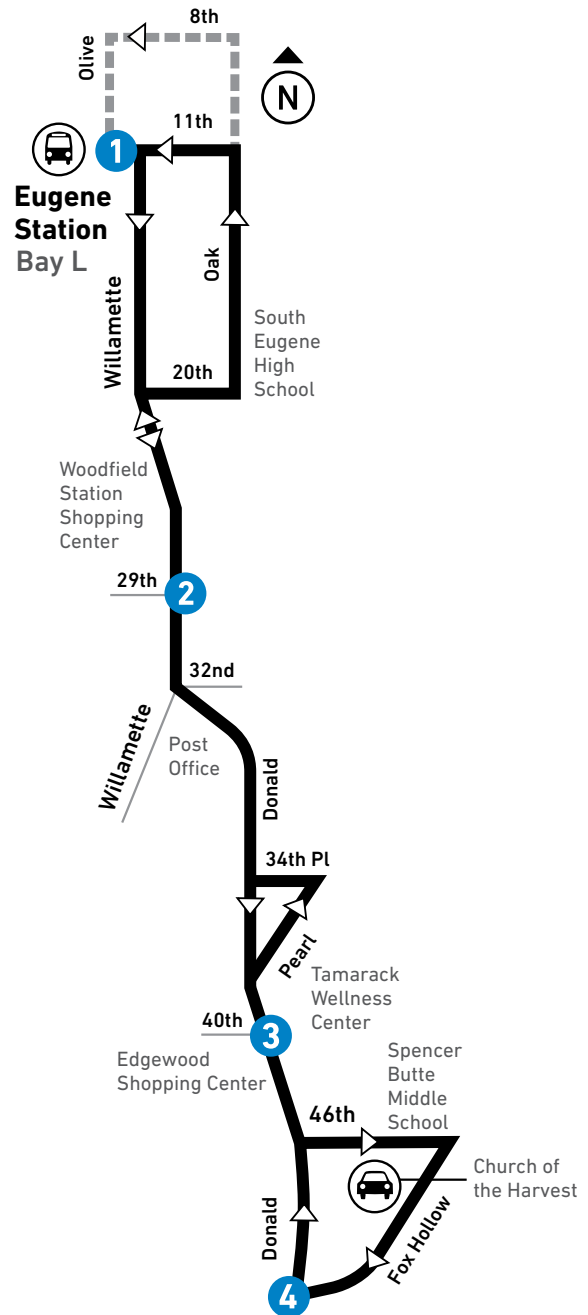 8th
Olive
N
11th
1
Eugene
Station
Bay L
Oak
Willamette
South
Eugene
High
School
20th
Woodfield
Station
Shopping
Center
29th
2
32nd
Willamette
Post
Office
Donald
34th Pl
Pearl
Tamarack
Wellness
Center
40th
3
Edgewood
Shopping Center
Spencer
Butte
Middle
School
46th
Church of
the Harvest
Donald
Fox Hollow
4